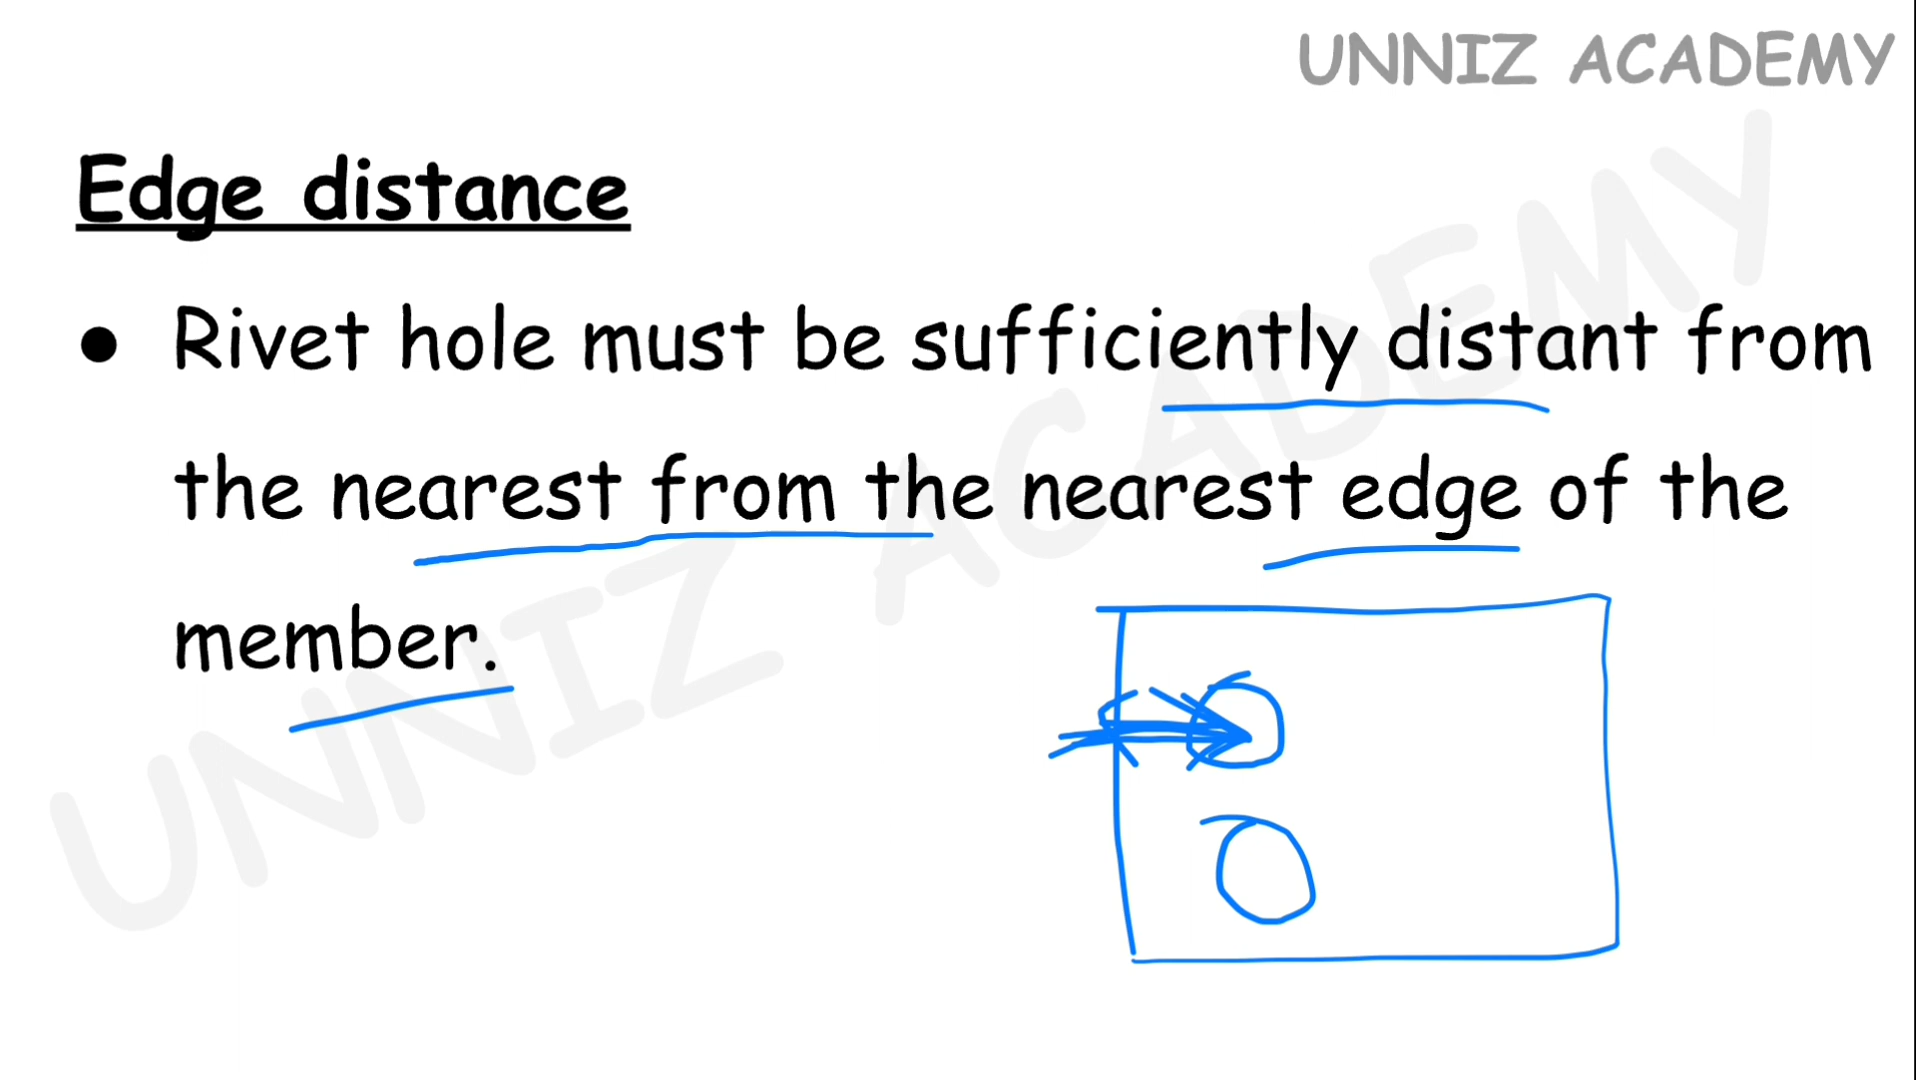 UNNIZ ACADEMY
Edge distance
● Rivet hole must be sufficiently distant from
the nearest from the nearest edge of the
member.
UNNIZ ACADEMY